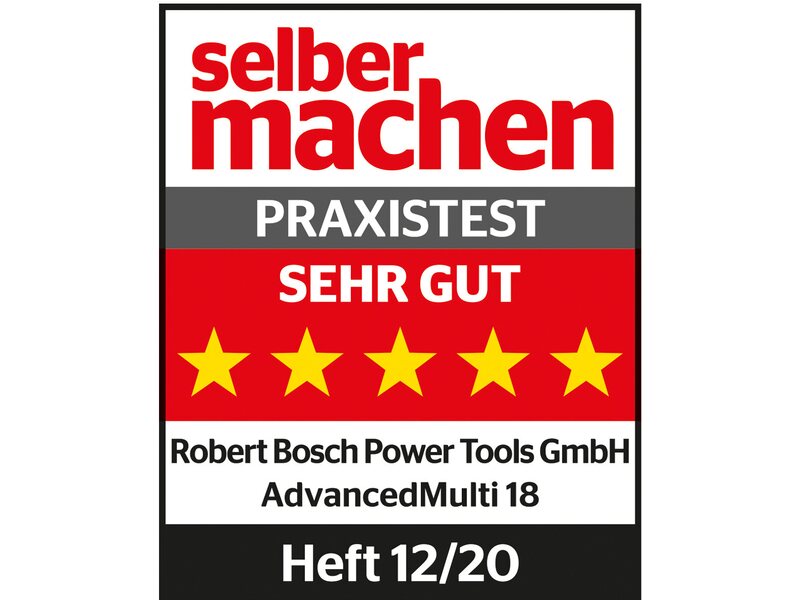 selber
machen
PRAXISTEST
SEHR GUT
Robert Bosch Power Tools GmbH
AdvancedMulti 18
Heft 12/20